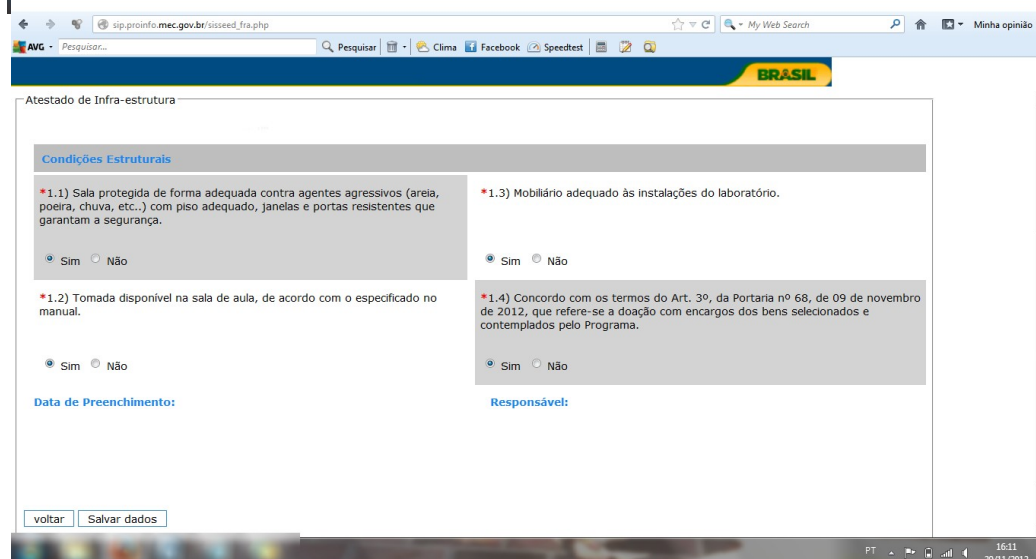 sip.proinfo.mec.gov.br/sisseed_fra.php
My Web Search
Minha opinião
AVG
Pesquisar...
Pesquisar
Clima
Facebook
Speedtest
BRASIL
Atestado de Infra-estrutura
Condições Estruturais
*1.1) Sala protegida de forma adequada contra agentes agressivos (areia,
poeira, chuva, etc..) com piso adequado, janelas e portas resistentes que
garantam a segurança.
Sim Não
*1.3) Mobiliário adequado às instalações do laboratório.
Sim Não
*1.2) Tomada disponível na sala de aula, de acordo com o especificado no
manual.
Sim Não
*1.4) Concordo com os termos do Art. 3º, da Portaria nº 68, de 09 de novembro
de 2012, que refere-se a doação com encargos dos bens selecionados e
contemplados pelo Programa.
Sim Não
Data de Preenchimento:
Responsável:
voltar
Salvar dados
PT
16:11